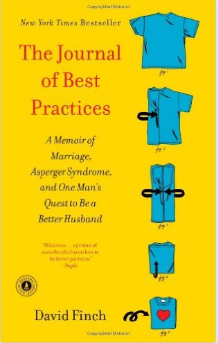 New York Times Bestseller
The Journal
of Best
Practices
A Memoir of
Marriage,
Asperger Syndrome,
and One Man's
Quest to Be a
Better Husband
David Finch